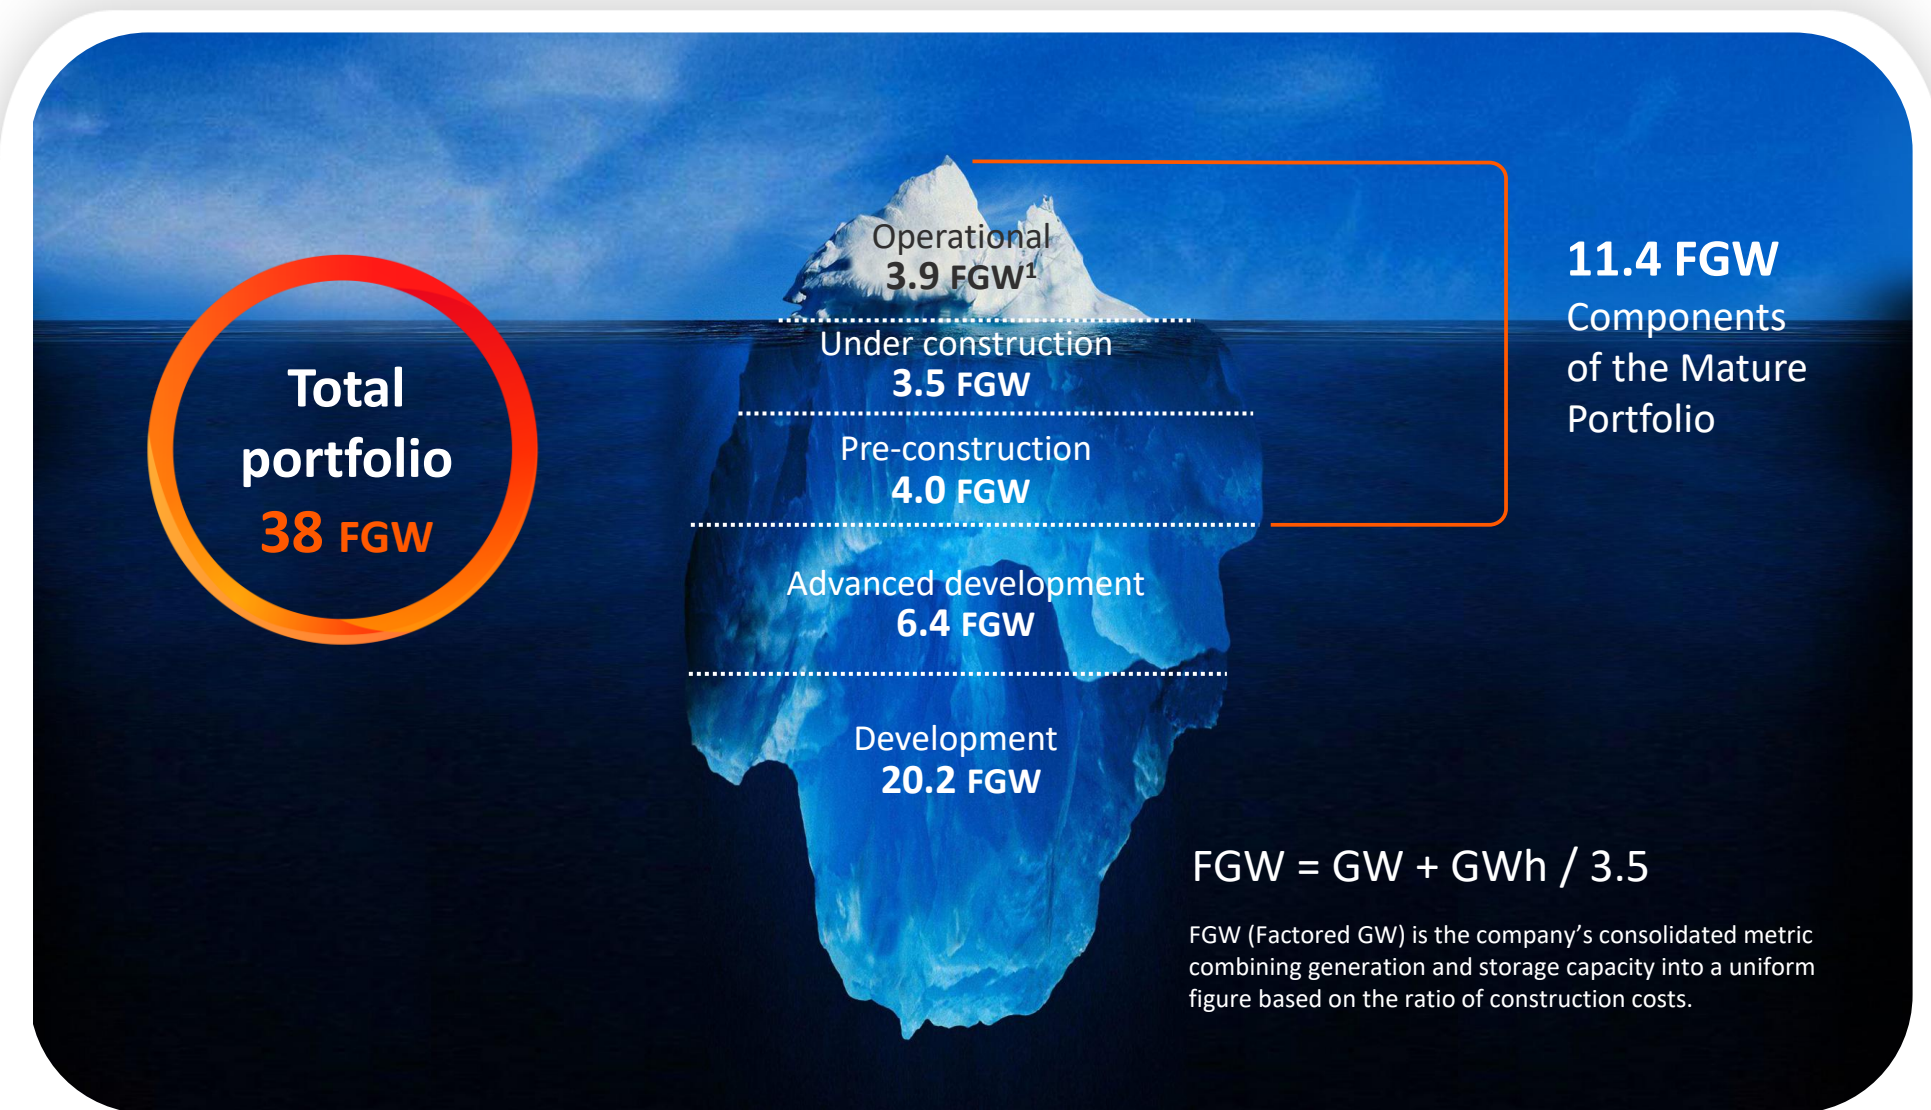 Total
portfolio
38 FGW
Operational
3.9 FGW¹
Under construction
3.5 FGW
Pre-construction
4.0 FGW
Advanced development
6.4 FGW
Development
20.2 FGW
11.4 FGW
Components
of the Mature
Portfolio
FGW = GW + GWh / 3.5
FGW (Factored GW) is the company’s consolidated metric
combining generation and storage capacity into a uniform
figure based on the ratio of construction costs.